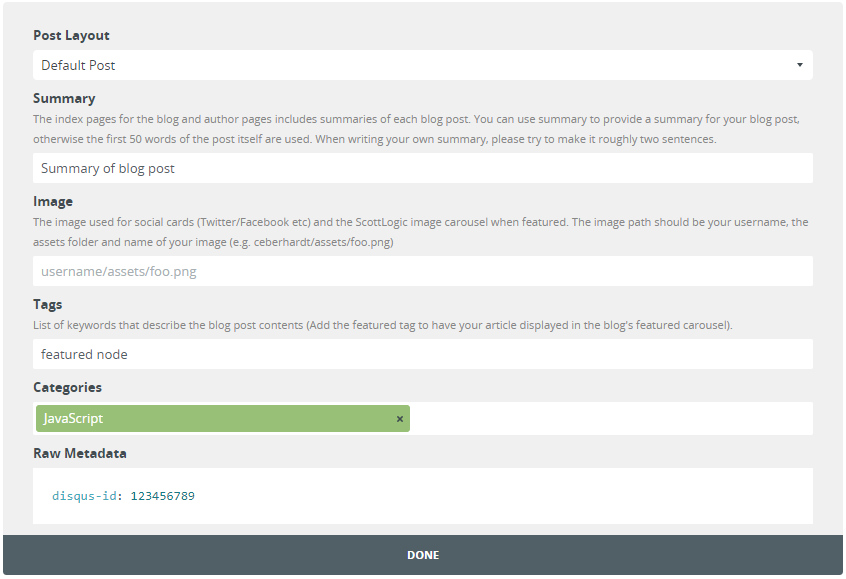 Post Layout
Default Post
Summary
The index pages for the blog and author pages includes summaries of each blog post. You can use summary to provide a summary for your blog post,
otherwise the first 50 words of the post itself are used. When writing your own summary, please try to make it roughly two sentences.
Summary of blog post
Image
The image used for social cards (Twitter/Facebook etc) and the ScottLogic image carousel when featured. The image path should be your username, the
assets folder and name of your image (e.g. ceberhardt/assets/foo.png)
username/assets/foo.png
Tags
List of keywords that describe the blog post contents (Add the featured tag to have your article displayed in the blog's featured carousel).
featured node
Categories
JavaScript ×
Raw Metadata
disqus-id: 123456789
DONE